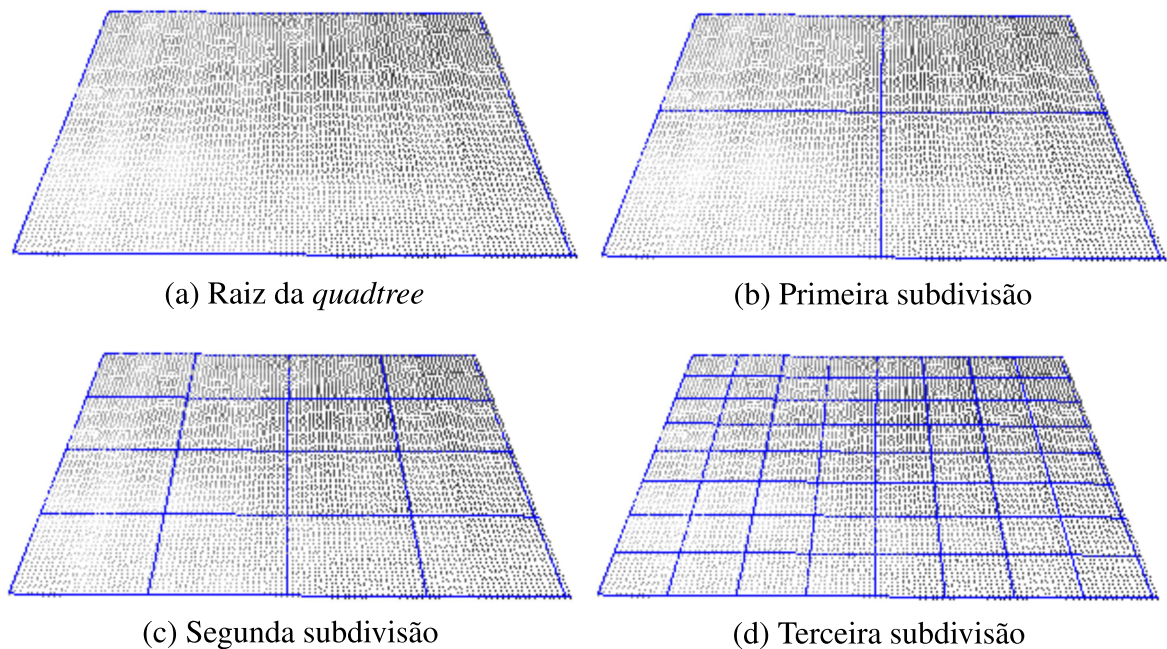 (a) Raiz da quadtree
(b) Primeira subdivisão
(c) Segunda subdivisão
(d) Terceira subdivisão